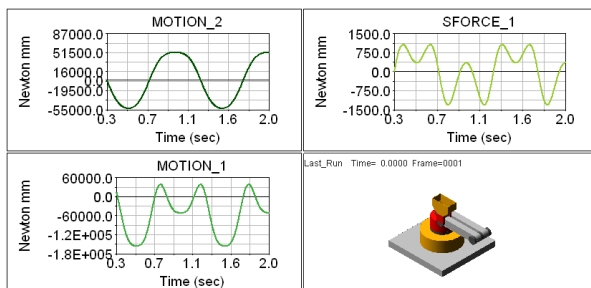 MOTION_2
87000.0
51500.0
16000.0
0.0
-19500.0
-55000.0
Newton mm
0.3 0.7 1.1 1.6 2.0
Time (sec)
SFORCE_1
1500.0
750.0
0.0
-750.0
-1500.0
Newton mm
0.3 0.7 1.1 1.6 2.0
Time (sec)
MOTION_1
60000.0
0.0
-60000.0
-1.2E+005
-1.8E+005
Newton mm
0.3 0.7 1.1 1.6 2.0
Time (sec)
Last_Run Time= 0.0000 Frame=0001